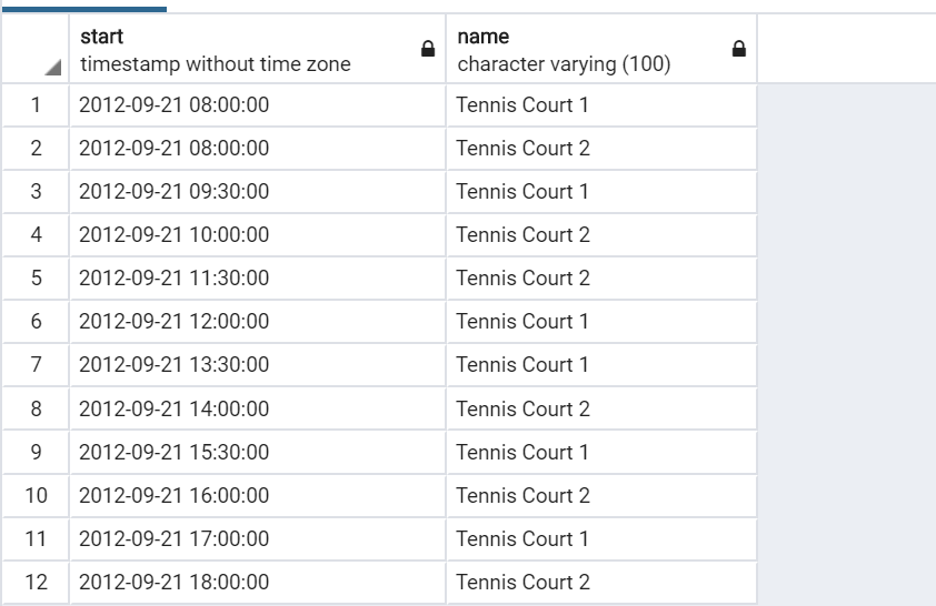 start name
timestamp without time zone character varying (100)
1 2012-09-21 08:00:00 Tennis Court 1
2 2012-09-21 08:00:00 Tennis Court 2
3 2012-09-21 09:30:00 Tennis Court 1
4 2012-09-21 10:00:00 Tennis Court 2
5 2012-09-21 11:30:00 Tennis Court 2
6 2012-09-21 12:00:00 Tennis Court 1
7 2012-09-21 13:30:00 Tennis Court 1
8 2012-09-21 14:00:00 Tennis Court 2
9 2012-09-21 15:30:00 Tennis Court 1
10 2012-09-21 16:00:00 Tennis Court 2
11 2012-09-21 17:00:00 Tennis Court 1
12 2012-09-21 18:00:00 Tennis Court 2